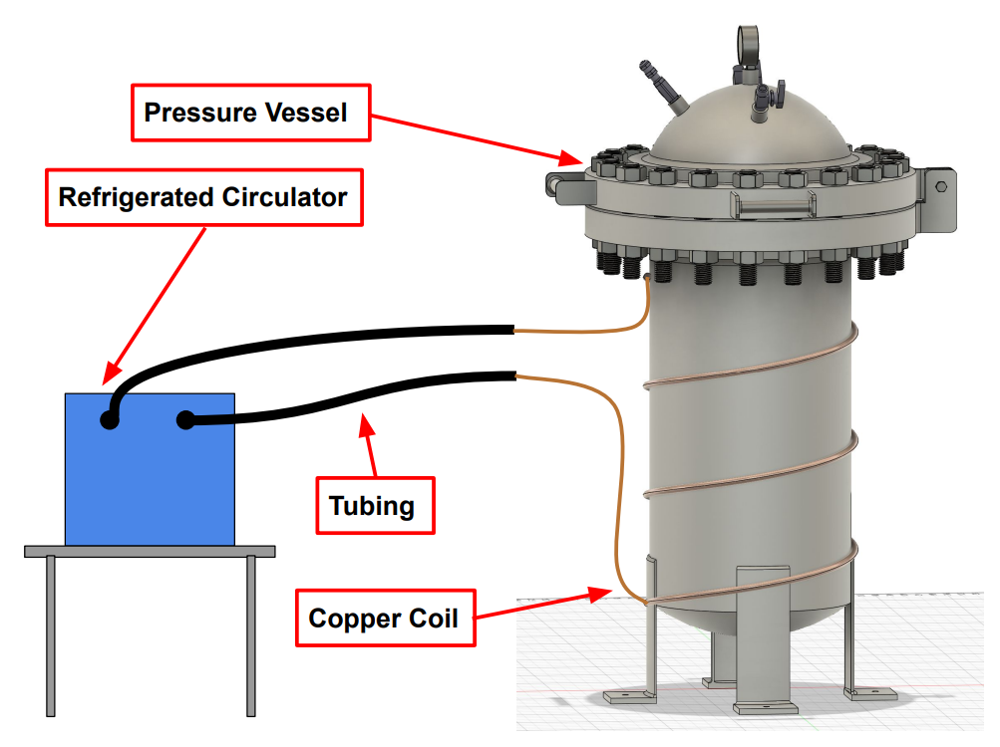 Pressure Vessel
Refrigerated Circulator
Tubing
Copper Coil